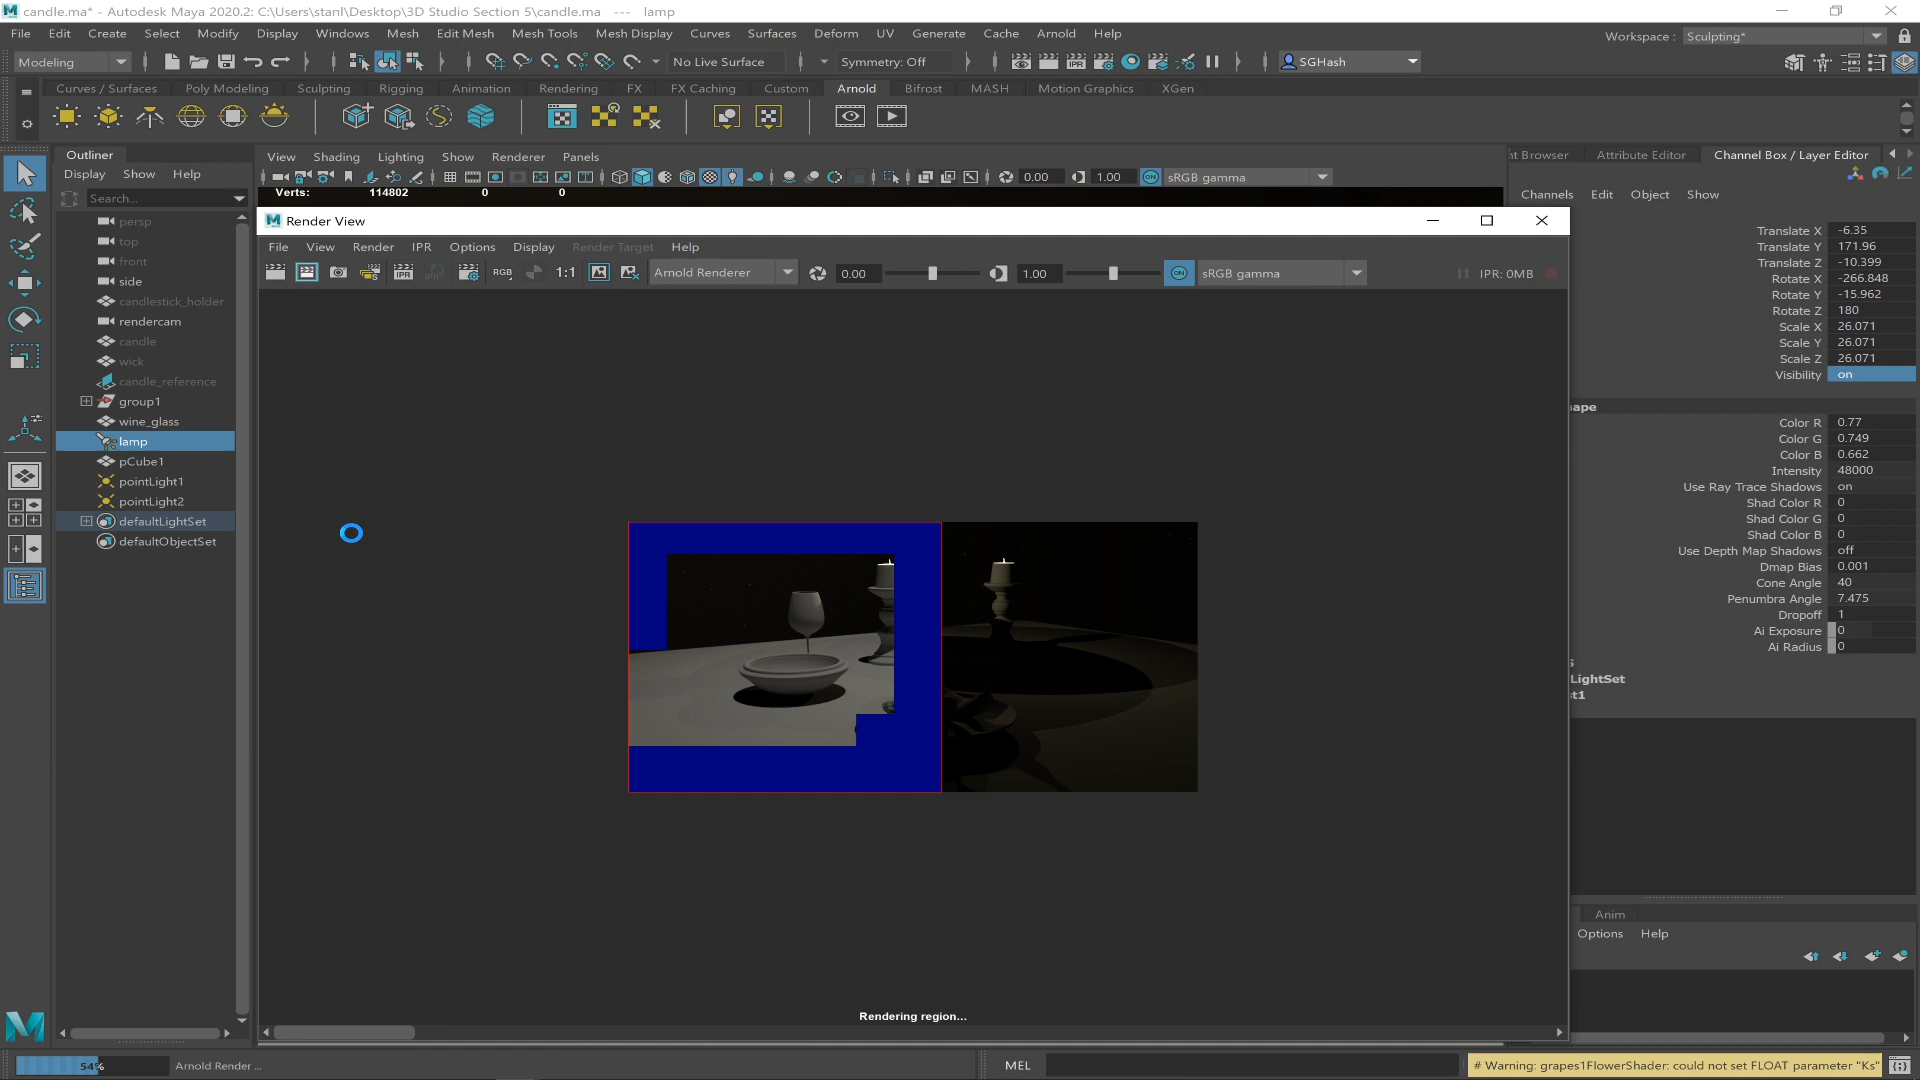 candle.ma* - Autodesk Maya 2020.2: C:\Users\stanl\Desktop\3D Studio Section 5\candle.ma --- lamp
File Edit Create Select Modify Display Windows Mesh Edit Mesh Mesh Tools Mesh Display Curves Surfaces Deform UV Generate Cache Arnold Help
Workspace : Sculpting*
Modeling No Live Surface Symmetry: Off SGHash
Curves / Surfaces Poly Modeling Sculpting Rigging Animation Rendering FX FX Caching Custom Arnold Bifrost MASH Motion Graphics XGen
Outliner
Display Show Help
Search...
persp
top
front
side
candlestick_holder
rendercam
candle
wick
candle_reference
group1
wine_glass
lamp
pCube1
pointLight1
pointLight2
defaultLightSet
defaultObjectSet
View Shading Lighting Show Renderer Panels
0.00 1.00 ON sRGB gamma
Verts: 114802 0 0
Render View
File View Render IPR Options Display Render Target Help
IPR IPR RGB 1:1 Arnold Renderer 0.00 1.00 ON sRGB gamma IPR: 0MB
Rendering region...
nt Browser Attribute Editor Channel Box / Layer Editor
Channels Edit Object Show
Translate X -6.35
Translate Y 171.96
Translate Z -10.399
Rotate X -266.848
Rotate Y -15.962
Rotate Z 180
Scale X 26.071
Scale Y 26.071
Scale Z 26.071
Visibility on
ape
Color R 0.77
Color G 0.749
Color B 0.662
Intensity 48000
Use Ray Trace Shadows on
Shad Color R 0
Shad Color G 0
Shad Color B 0
Use Depth Map Shadows off
Dmap Bias 0.001
Cone Angle 40
Penumbra Angle 7.475
Dropoff 1
Ai Exposure 0
Ai Radius 0
S
LightSet
ct1
Anim
Options Help
54% Arnold Render ...
MEL
# Warning: grapes1FlowerShader: could not set FLOAT parameter "Ks"